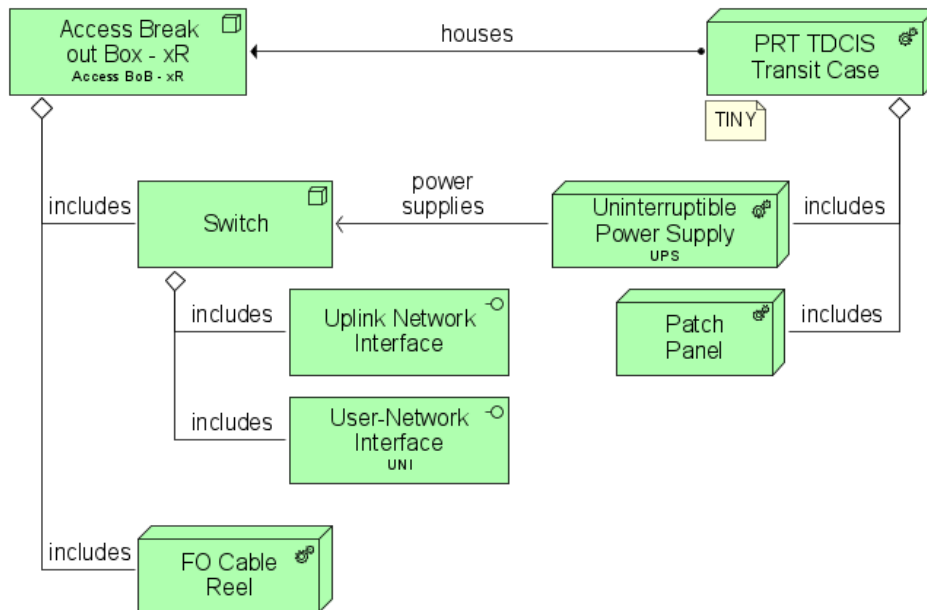 Access Break
out Box - xR
Access BoB - xR
houses
PRT TDCIS
Transit Case
TINY
includes
Switch
power
supplies
Uninterruptible
Power Supply
UPS
includes
includes
Uplink Network
Interface
Patch
Panel
includes
includes
User-Network
Interface
UNI
includes
FO Cable
Reel